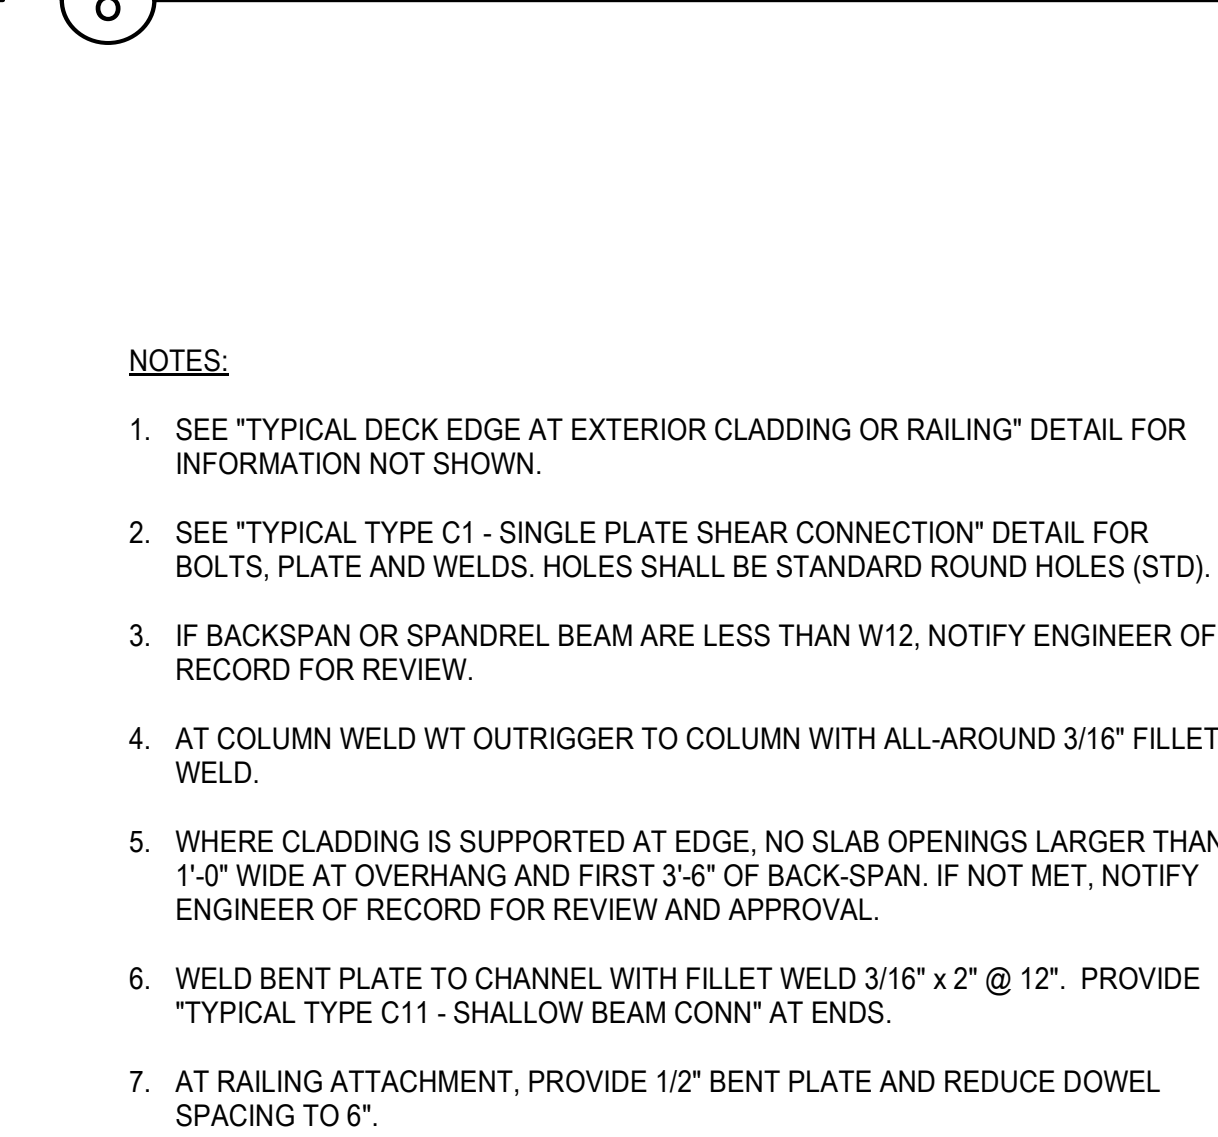 NOTES:
1. SEE "TYPICAL DECK EDGE AT EXTERIOR CLADDING OR RAILING" DETAIL FOR
INFORMATION NOT SHOWN.
2. SEE "TYPICAL TYPE C1 - SINGLE PLATE SHEAR CONNECTION" DETAIL FOR
BOLTS, PLATE AND WELDS. HOLES SHALL BE STANDARD ROUND HOLES (STD).
3. IF BACKSPAN OR SPANDREL BEAM ARE LESS THAN W12, NOTIFY ENGINEER OF
RECORD FOR REVIEW.
4. AT COLUMN WELD WT OUTRIGGER TO COLUMN WITH ALL-AROUND 3/16" FILLET
WELD.
5. WHERE CLADDING IS SUPPORTED AT EDGE, NO SLAB OPENINGS LARGER THAN
1'-0" WIDE AT OVERHANG AND FIRST 3'-6" OF BACK-SPAN. IF NOT MET, NOTIFY
ENGINEER OF RECORD FOR REVIEW AND APPROVAL.
6. WELD BENT PLATE TO CHANNEL WITH FILLET WELD 3/16" x 2" @ 12".  PROVIDE
"TYPICAL TYPE C11 - SHALLOW BEAM CONN" AT ENDS.
7. AT RAILING ATTACHMENT, PROVIDE 1/2" BENT PLATE AND REDUCE DOWEL
SPACING TO 6".